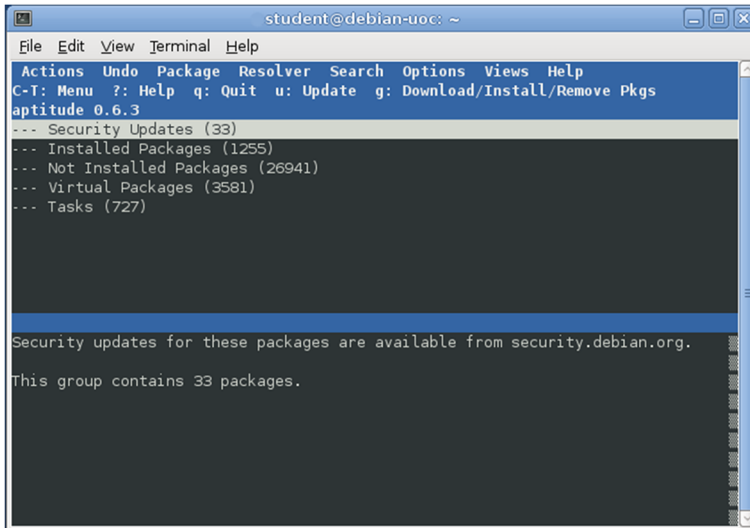 student@debian-uoc: ~
File Edit View Terminal Help
Actions Undo Package Resolver Search Options Views Help
C-T: Menu ?: Help q: Quit u: Update g: Download/Install/Remove Pkgs
aptitude 0.6.3
--- Security Updates (33)
--- Installed Packages (1255)
--- Not Installed Packages (26941)
--- Virtual Packages (3581)
--- Tasks (727)
Security updates for these packages are available from security.debian.org.
This group contains 33 packages.